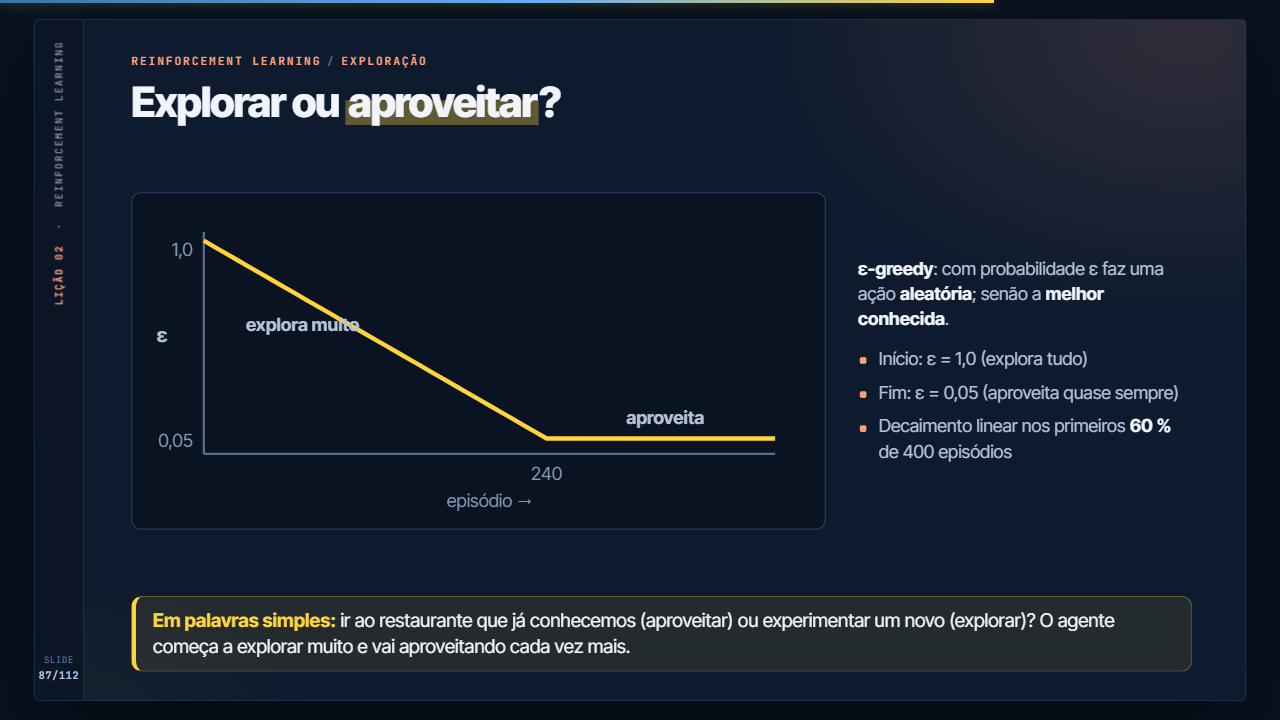 REINFORCEMENT LEARNING / EXPLORAÇÃO
Explorar ou aproveitar?
LIÇÃO 02 · REINFORCEMENT LEARNING
1,0
explora muito
ε
aproveita
0,05
240
episódio →
ε-greedy: com probabilidade ε faz uma
ação aleatória; senão a melhor
conhecida.
Início: ε = 1,0 (explora tudo)
Fim: ε = 0,05 (aproveita quase sempre)
Decaimento linear nos primeiros 60 %
de 400 episódios
Em palavras simples: ir ao restaurante que já conhecemos (aproveitar) ou experimentar um novo (explorar)? O agente
começa a explorar muito e vai aproveitando cada vez mais.
SLIDE
87/112